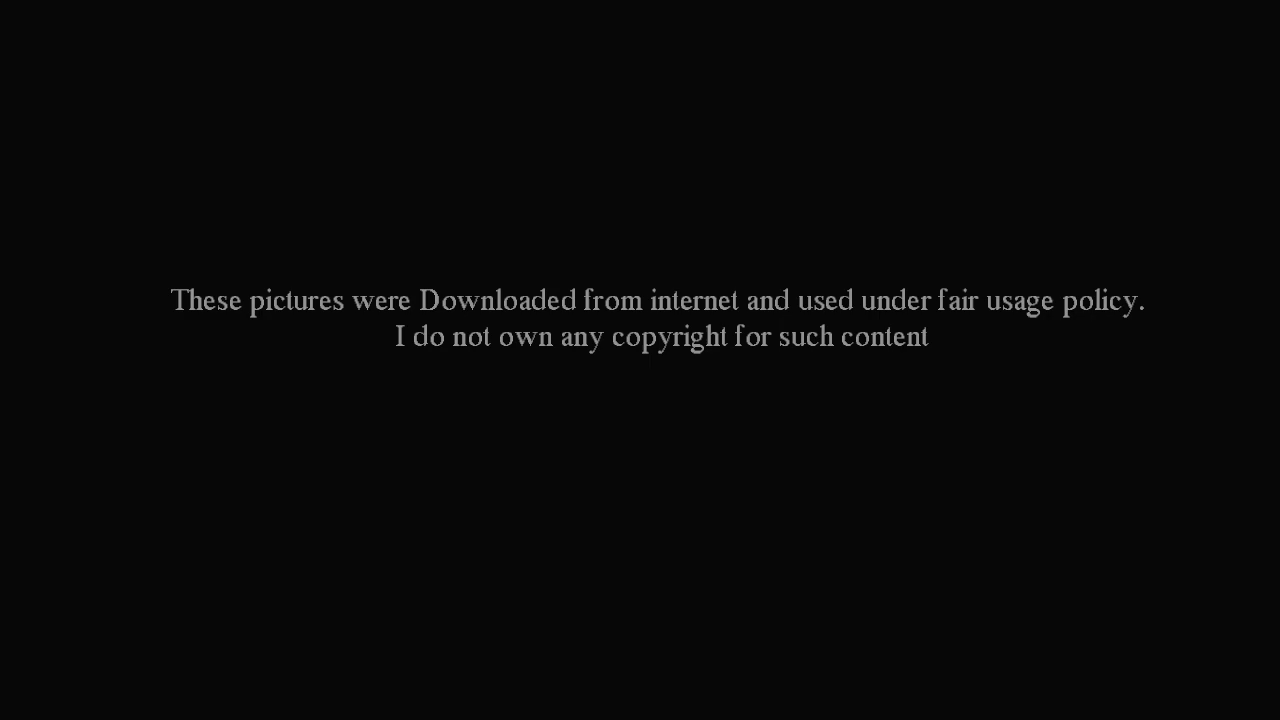 These pictures were Downloaded from internet and used under fair usage policy.
I do not own any copyright for such content